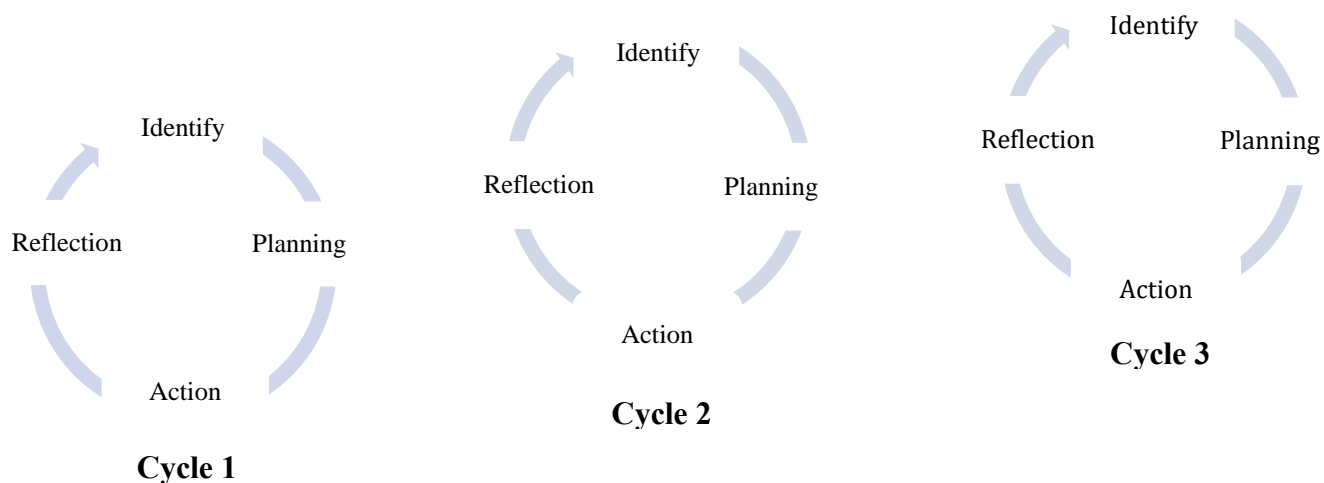 Identify
Planning
Action
Reflection
Cycle 1
Identify
Planning
Action
Reflection
Cycle 2
Identify
Planning
Action
Reflection
Cycle 3